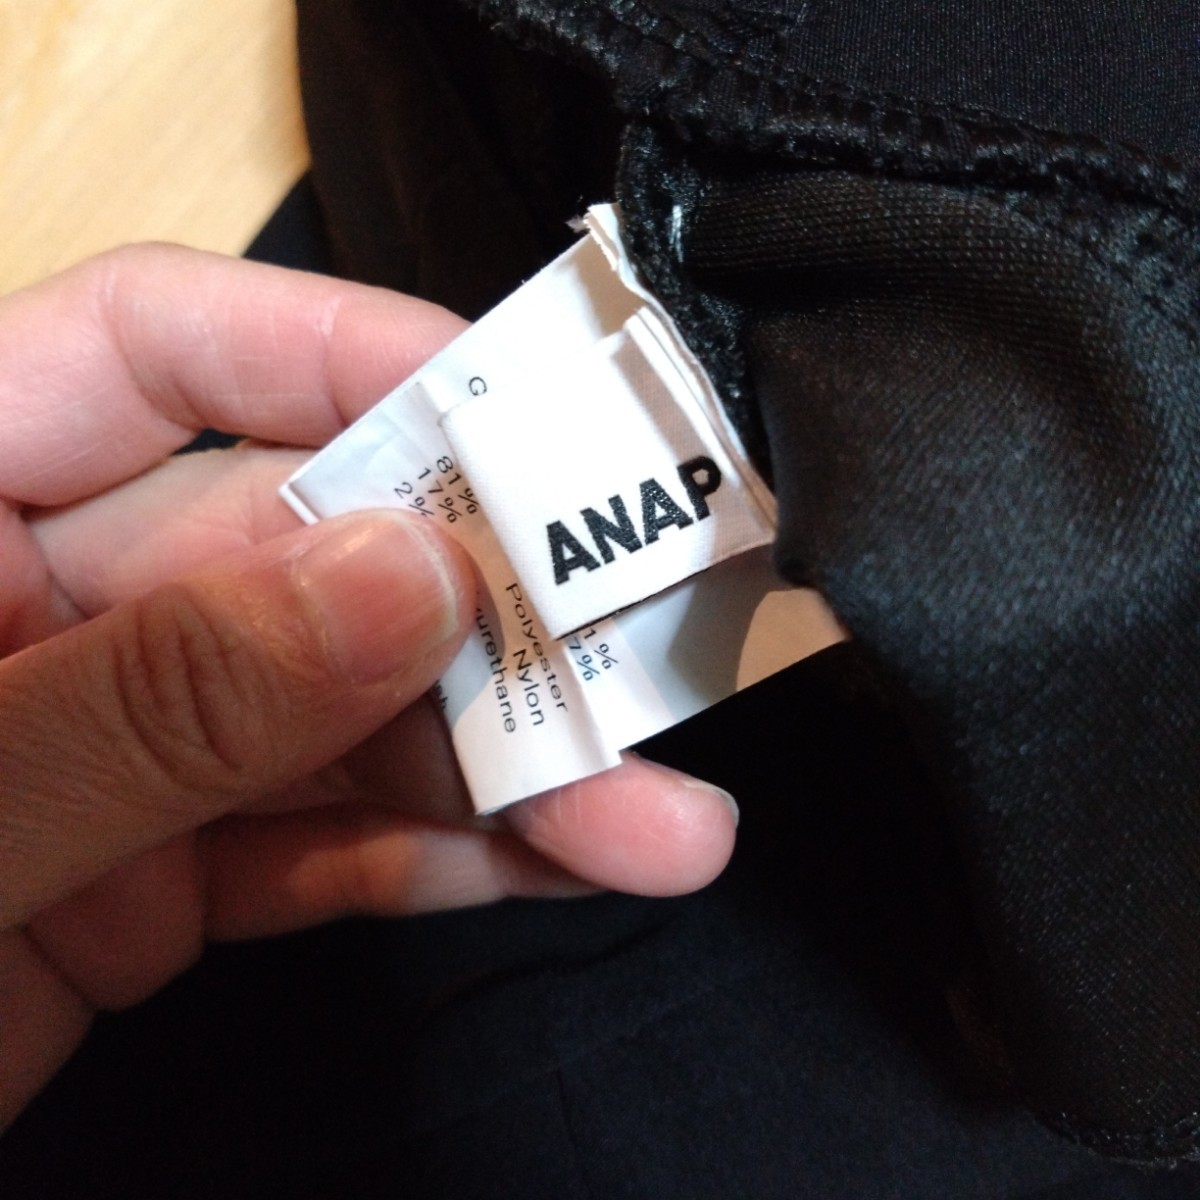 ANAP
G
81%
17%
2%
Polyester
Nylon
urethane
1%
7%